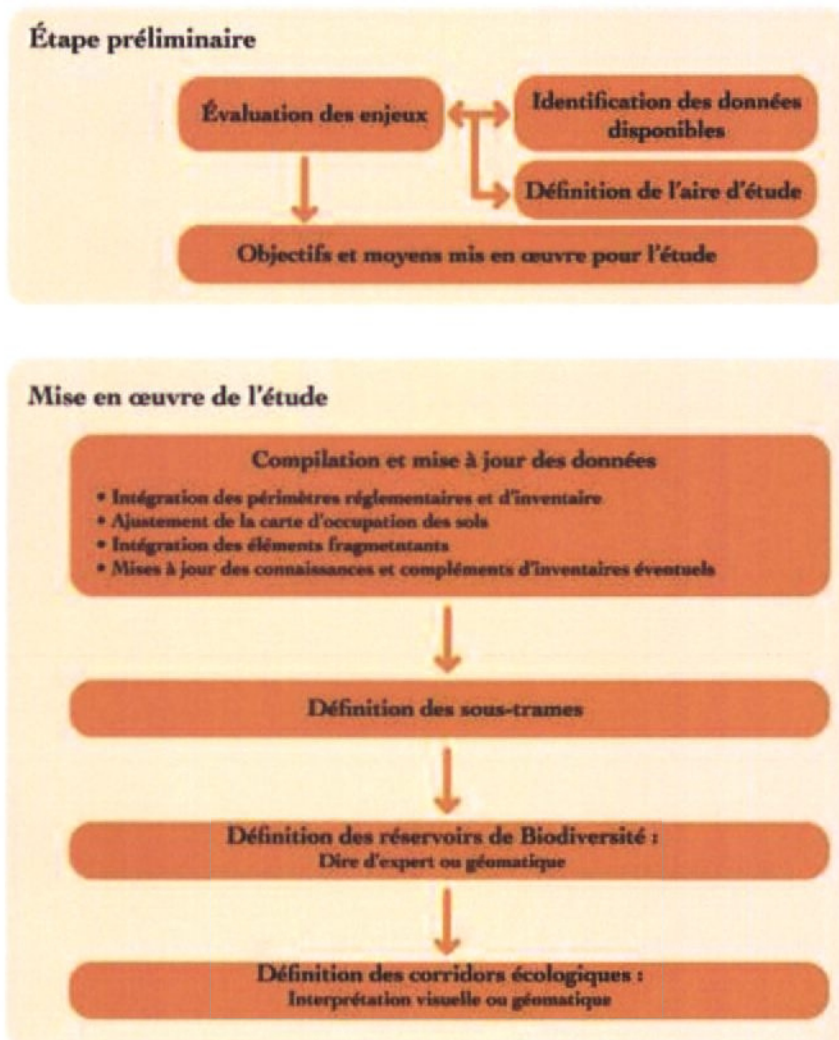 Étape préliminaire
Évaluation des enjeux
Identification des données
disponibles
Définition de l'aire d'étude
Objectifs et moyens mis en œuvre pour l'étude
Mise en œuvre de l'étude
Compilation et mise à jour des données
• Intégration des périmètres réglementaires et d'inventaire
• Ajustement de la carte d'occupation des sols
• Intégration des éléments fragmetntants
• Mises à jour des connaissances et compléments d'inventaires éventuels
Définition des sous-trames
Définition des réservoirs de Biodiversité :
Dire d'expert ou géomatique
Définition des corridors écologiques :
Interprétation visuelle ou géomatique